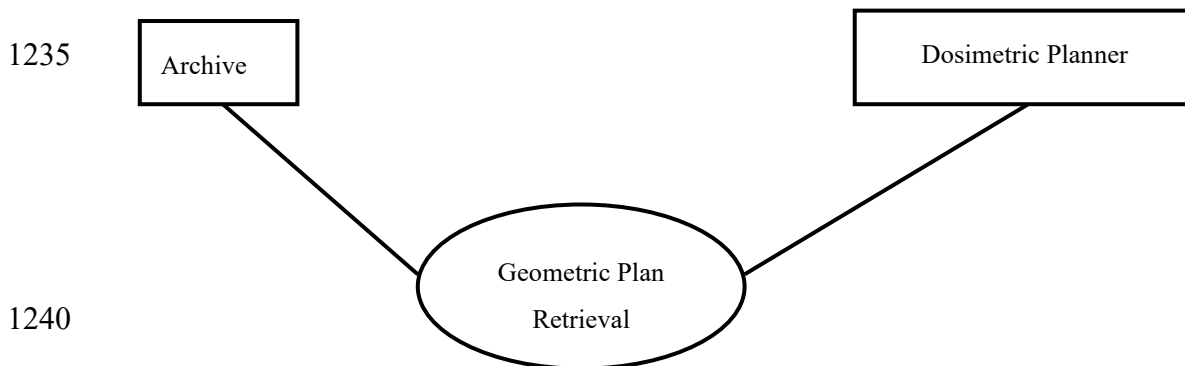 1235
Archive
Dosimetric Planner
Geometric Plan
Retrieval
1240